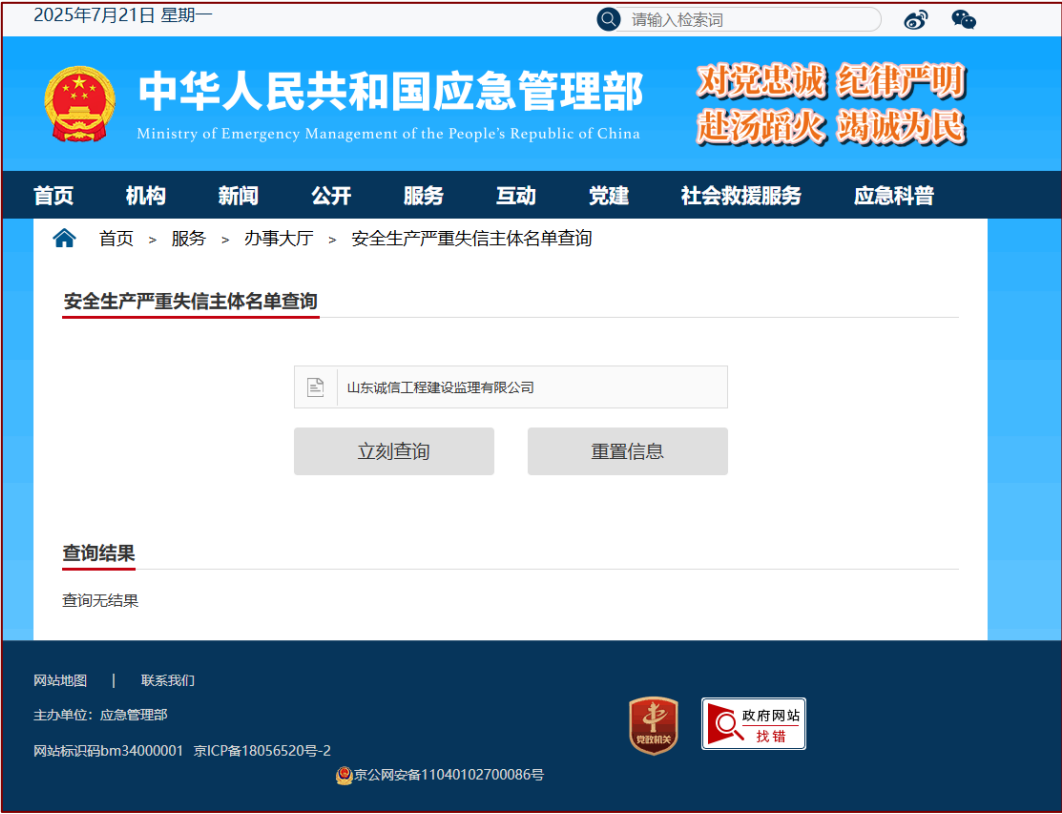 2025年7月21日 星期一
请输入检索词
中华人民共和国应急管理部
Ministry of Emergency Management of the People's Republic of China
对党忠诚 纪律严明
赴汤蹈火 竭诚为民
首页 机构 新闻 公开 服务 互动 党建 社会救援服务 应急科普
首页 > 服务 > 办事大厅 > 安全生产严重失信主体名单查询
安全生产严重失信主体名单查询
山东诚信工程建设监理有限公司
立刻查询 重置信息
查询结果
查询无结果
网站地图 | 联系我们
主办单位：应急管理部
网站标识码bm34000001 京ICP备18056520号-2
京公网安备11040102700086号
党政机关
政府网站
找错